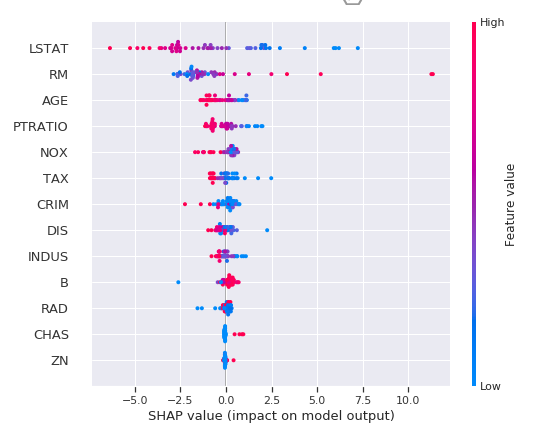 High
LSTAT
RM
AGE
PTRATIO
NOX
TAX
CRIM
DIS
INDUS
B
RAD
CHAS
ZN
Feature value
Low
−5.0 −2.5 0.0 2.5 5.0 7.5 10.0
SHAP value (impact on model output)